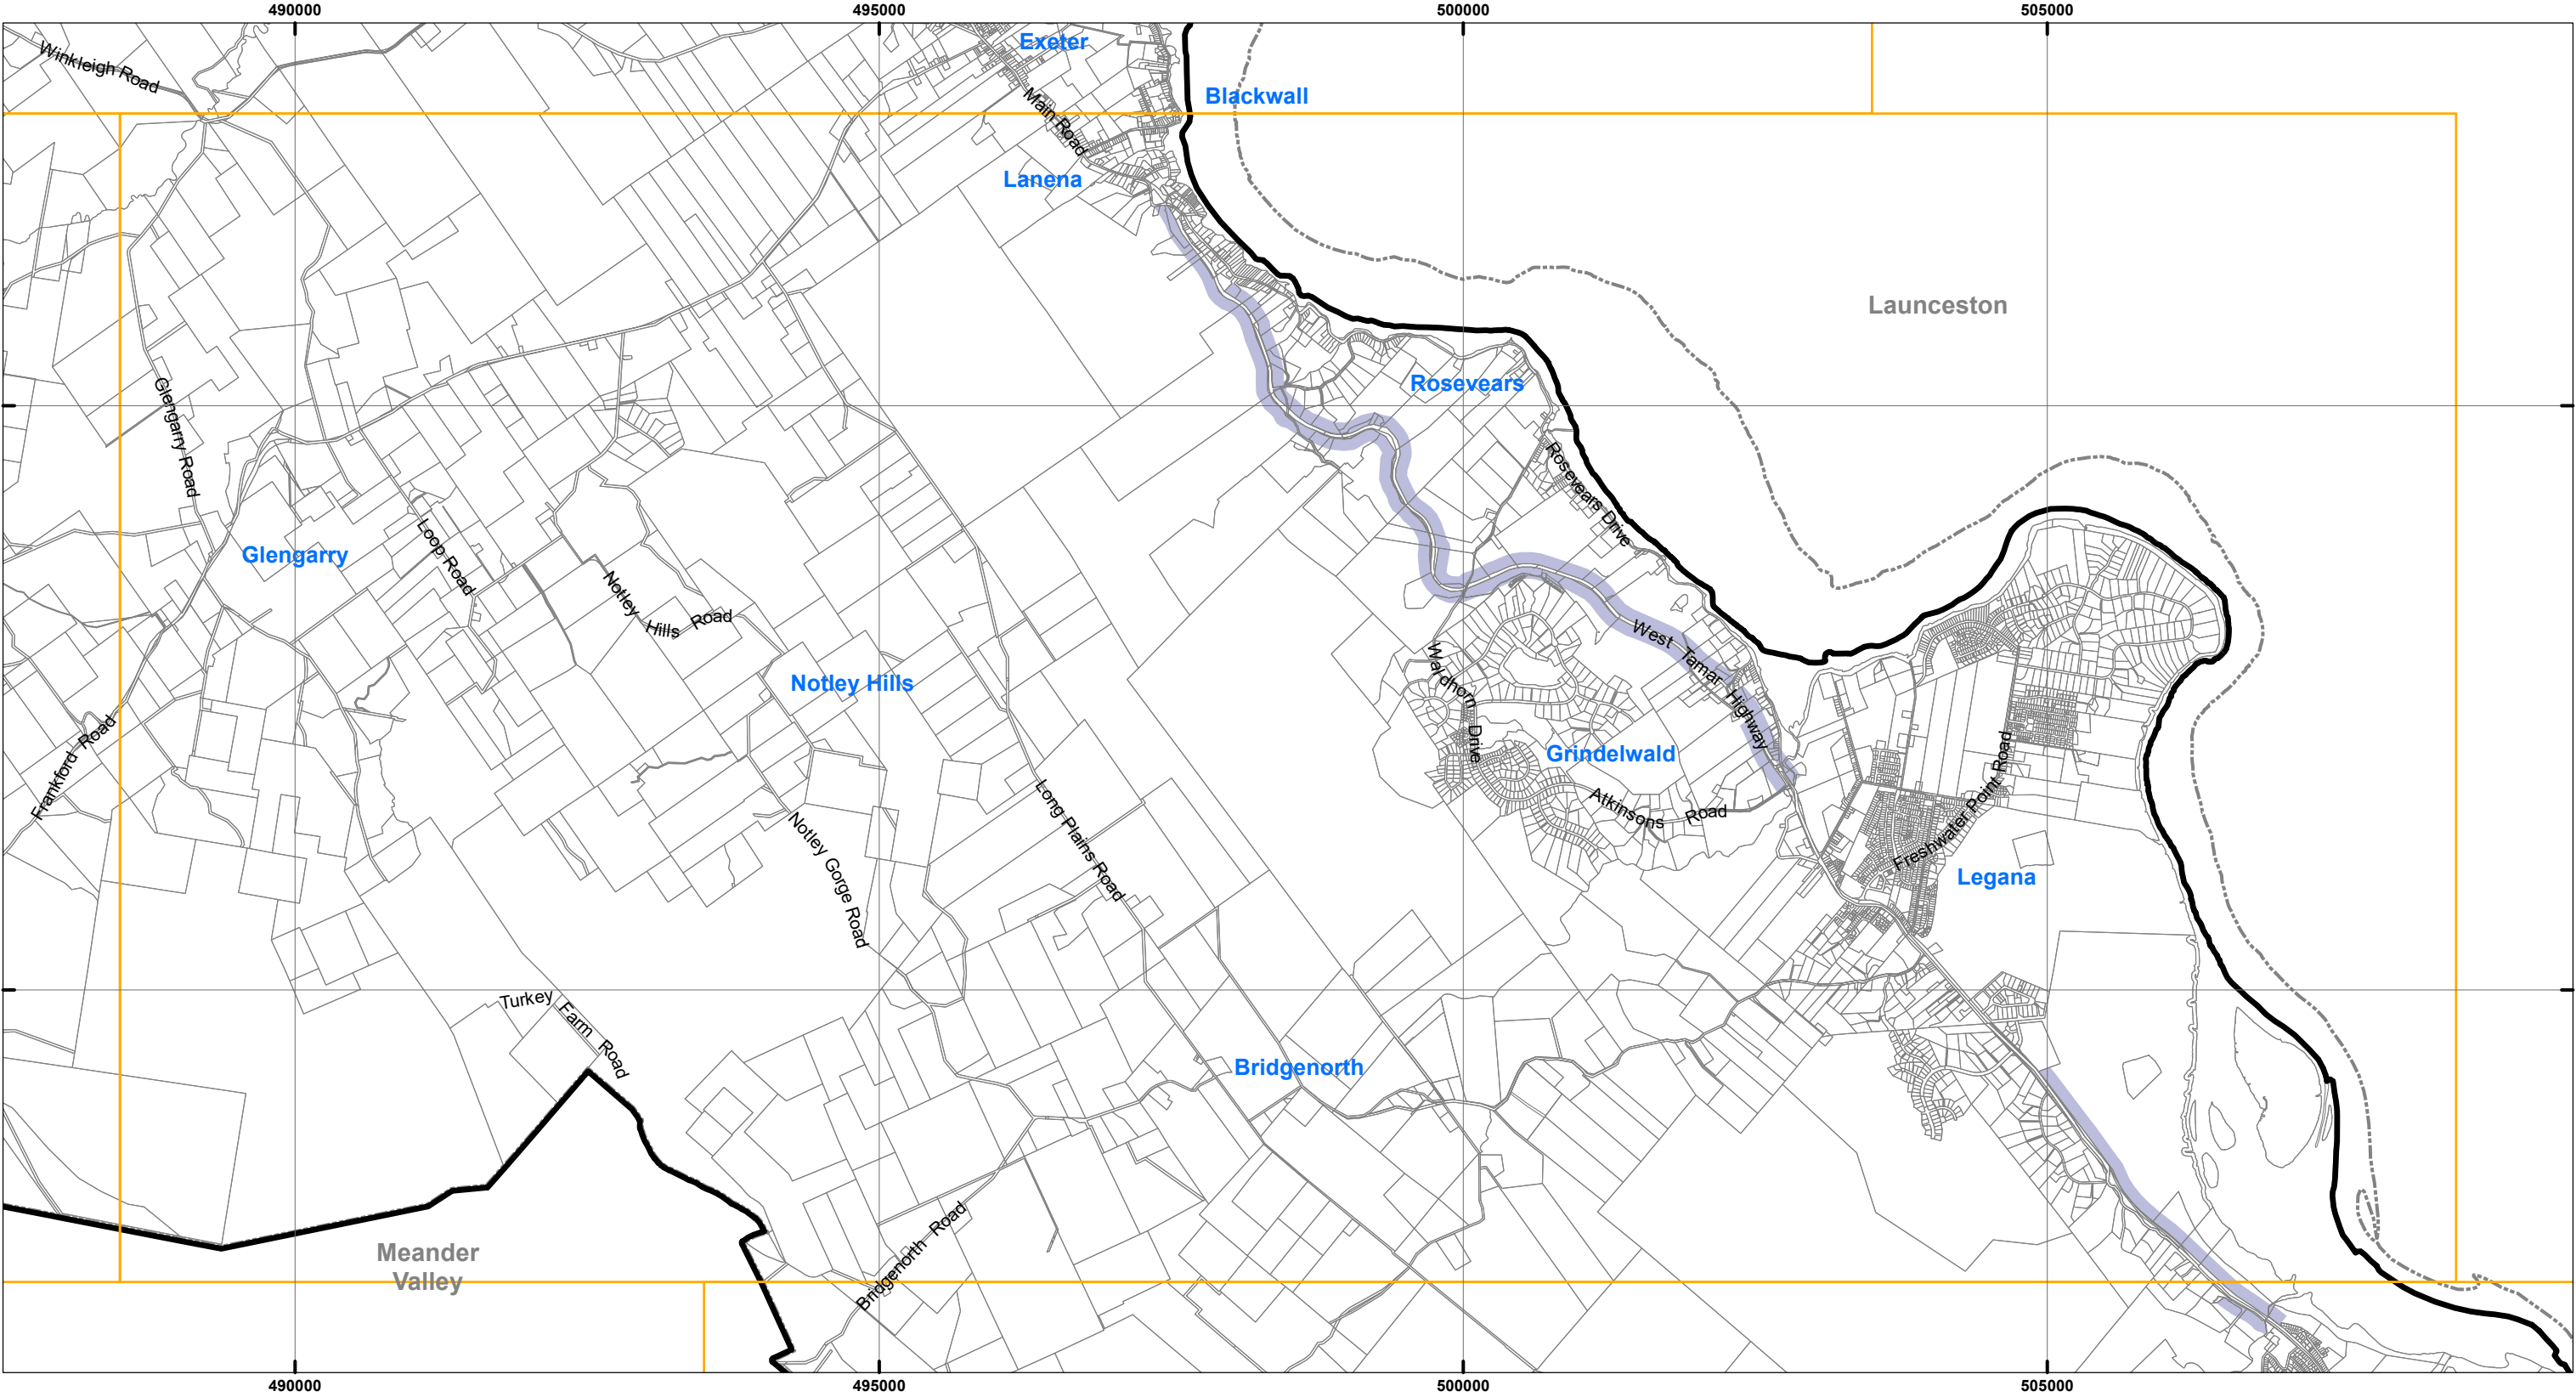 490000
495000
500000
505000
Exeter
Winkleigh Road
Blackwall
Main Road
Lanena
Launceston
Rosevears
Glengarry Road
Rosevears Drive
Glengarry
Loop Road
Notley Hills Road
West Tamar Highway
Waldhorn Drive
Notley Hills
Frankford Road
Grindelwald
Freshwater Point Road
Long Plains Road
Atkinsons Road
Notley Gorge Road
Legana
Turkey Farm Road
Bridgenorth
Bridgenorth Road
Meander
Valley
490000
495000
500000
505000